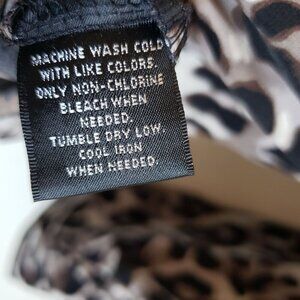 MACHINE WASH COLD
WITH LIKE COLORS.
ONLY NON-CHLORINE
BLEACH WHEN
NEEDED.
TUMBLE DRY LOW.
COOL IRON
WHEN NEEDED.